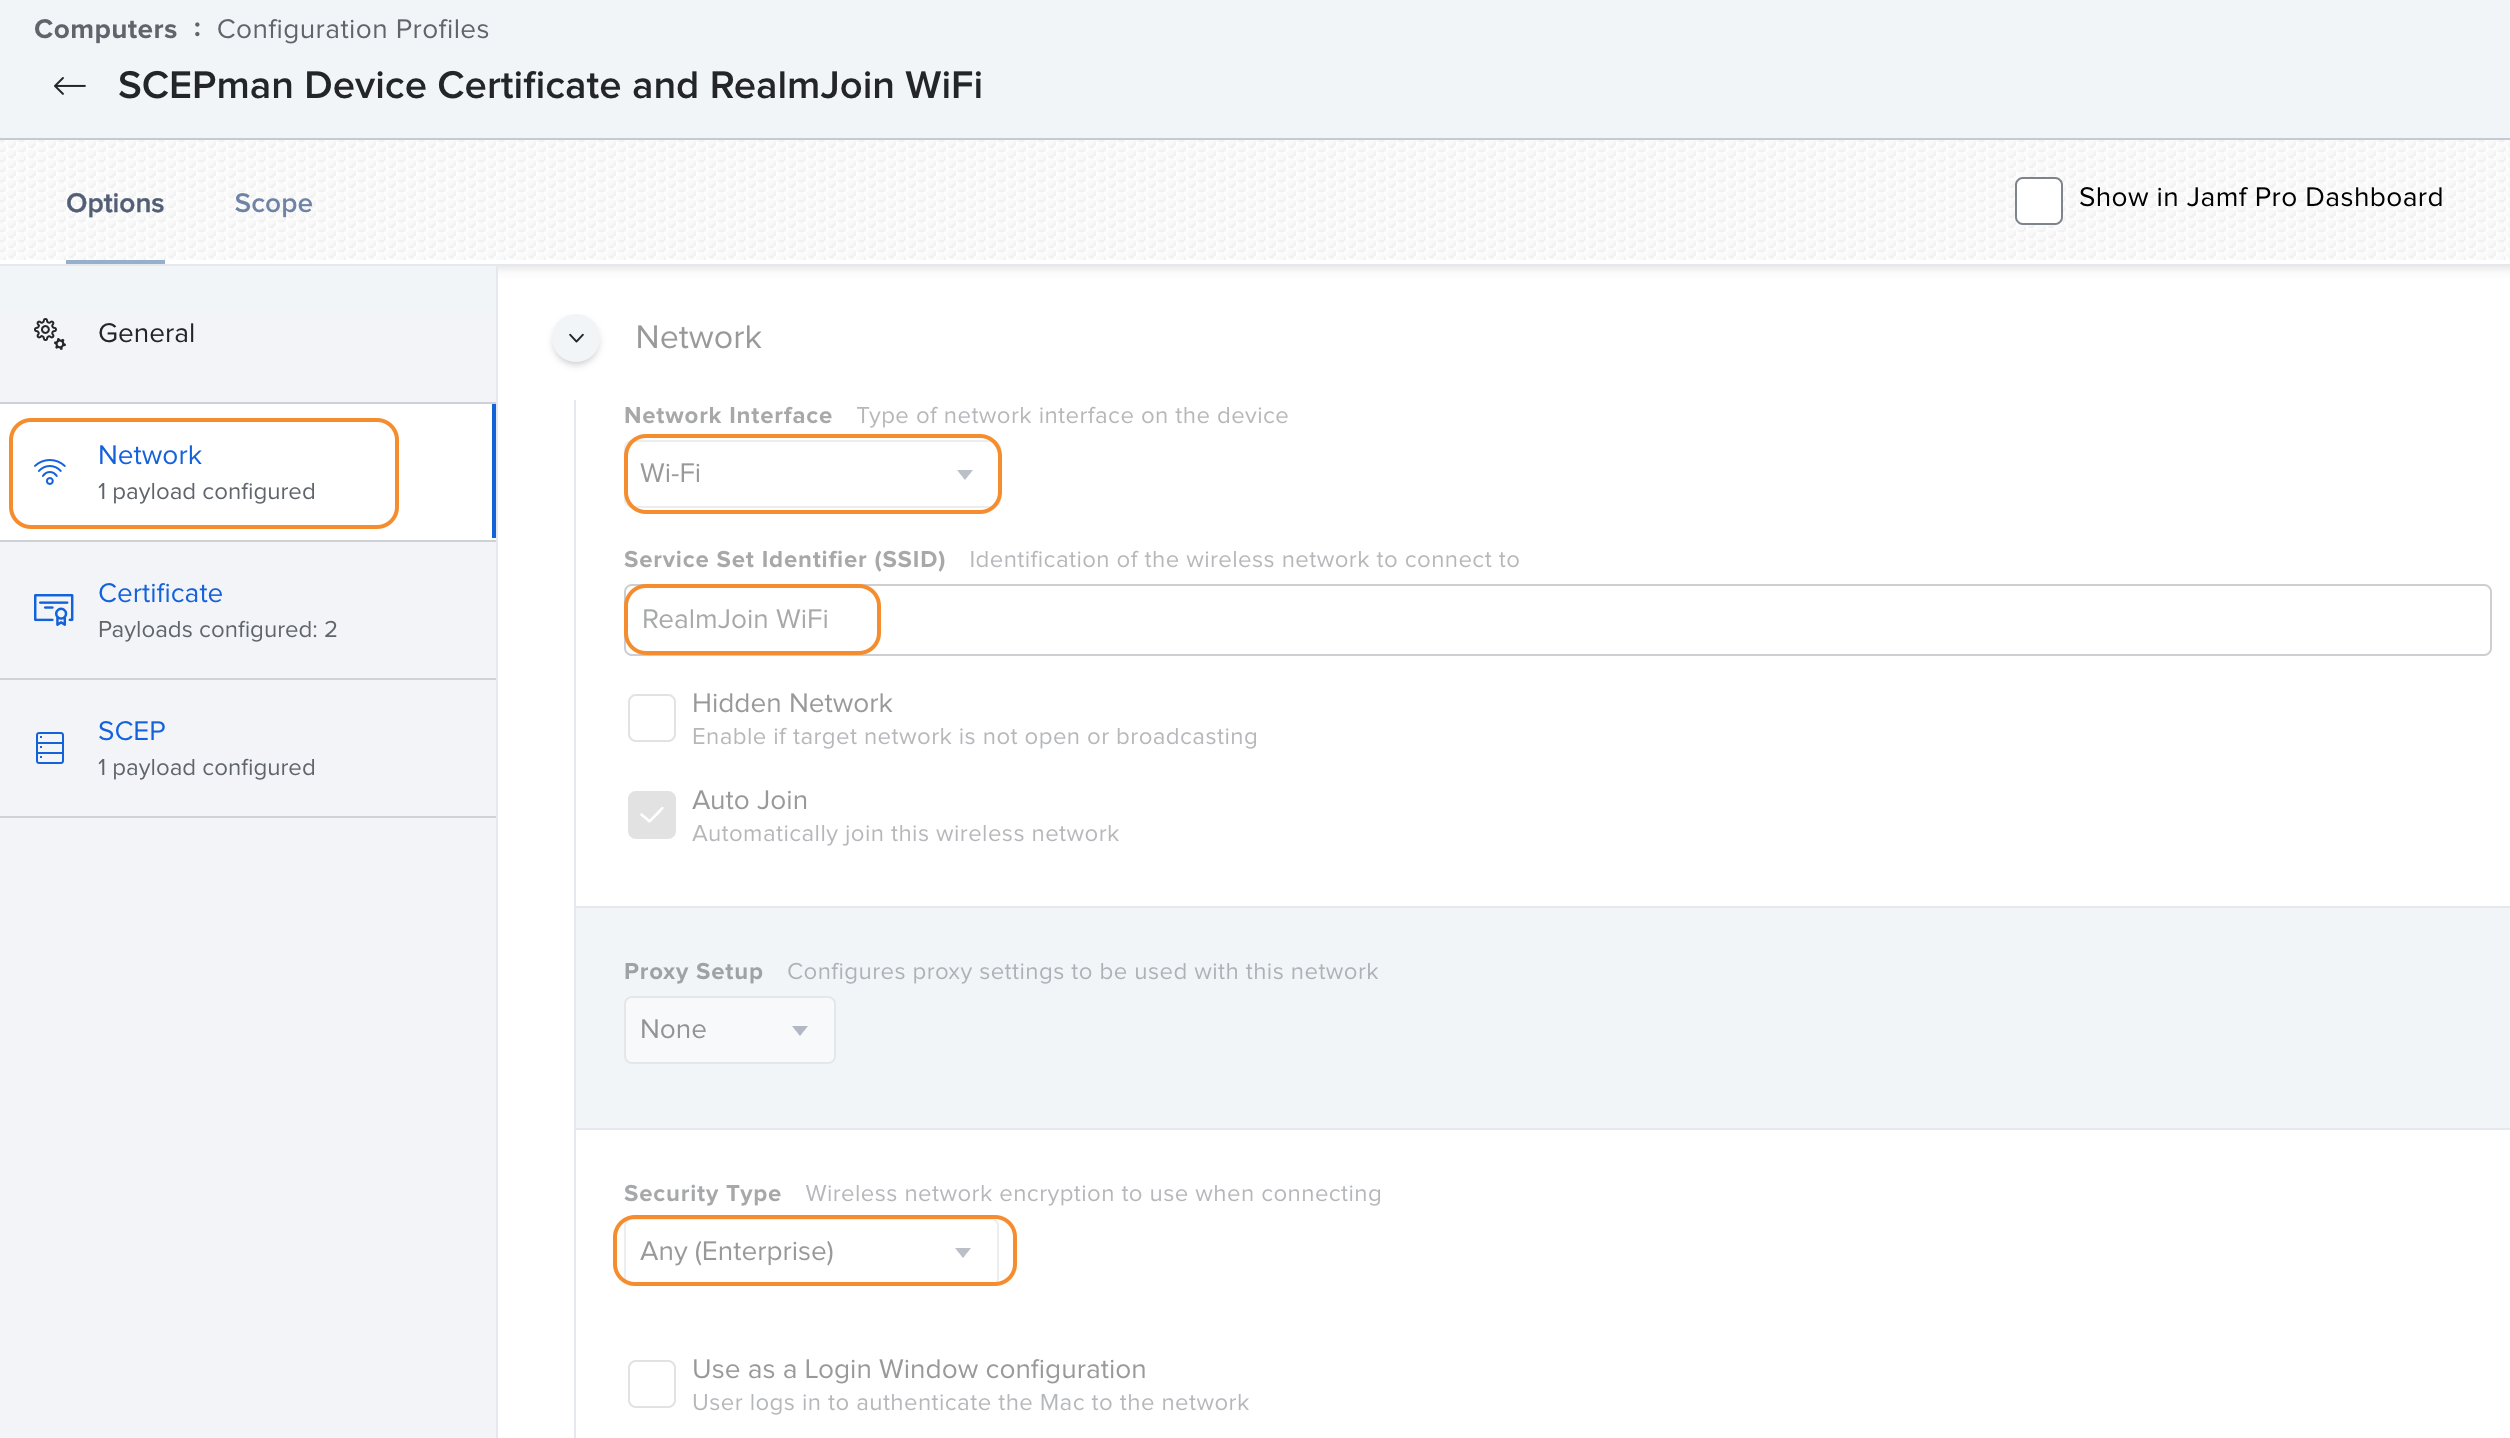 Computers : Configuration Profiles
← SCEPman Device Certificate and RealmJoin WiFi
Options Scope
Show in Jamf Pro Dashboard
General
Network
1 payload configured
Certificate
Payloads configured: 2
SCEP
1 payload configured
Network
Network Interface Type of network interface on the device
Wi-Fi
Service Set Identifier (SSID) Identification of the wireless network to connect to
RealmJoin WiFi
Hidden Network
Enable if target network is not open or broadcasting
Auto Join
Automatically join this wireless network
Proxy Setup Configures proxy settings to be used with this network
None
Security Type Wireless network encryption to use when connecting
Any (Enterprise)
Use as a Login Window configuration
User logs in to authenticate the Mac to the network